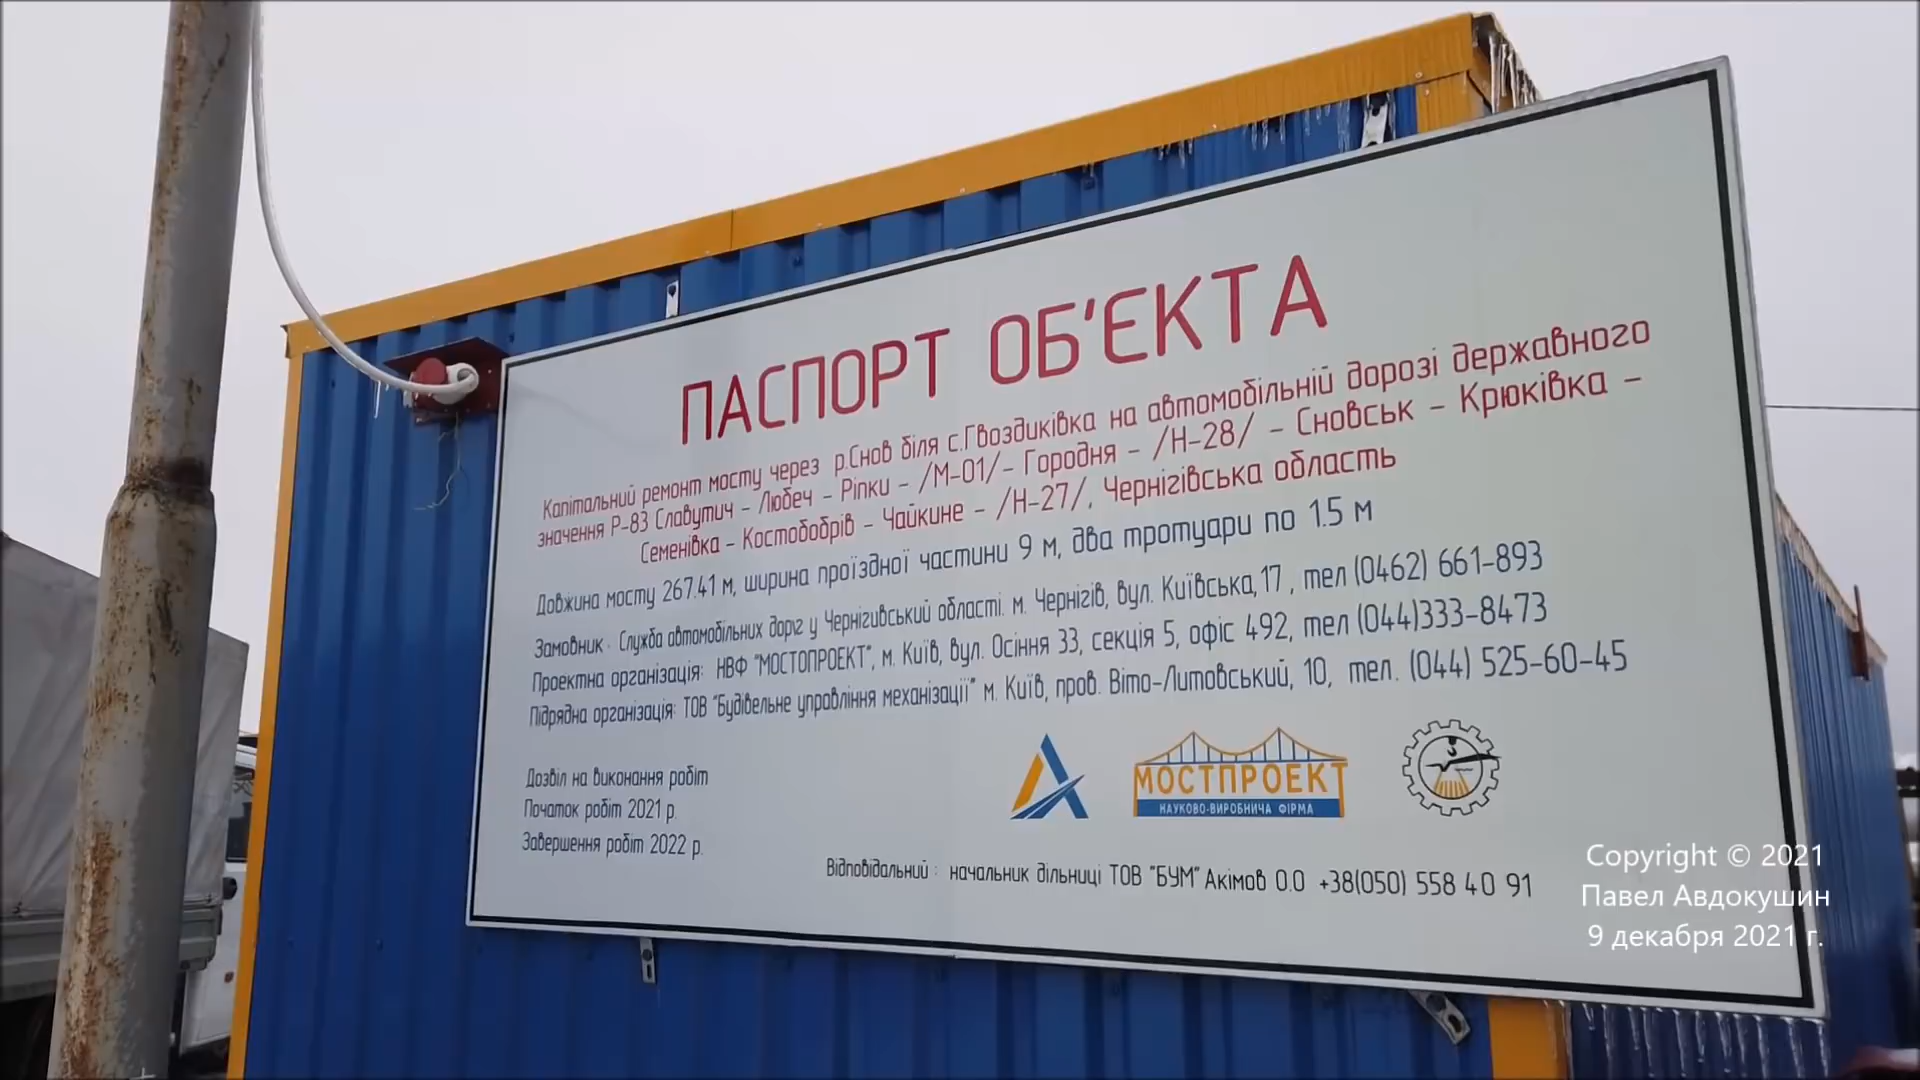 ПАСПОРТ ОБ'ЄКТА
Капітальний ремонт мосту через р.Снов біля с.Гвоздиківка на автомобільній дорозі державного
значення Р-83 Славутич - Любеч - Ріпки - /М-01/- Городня - /Н-28/ - Сновськ - Крюківка -
Семенівка - Костобобрів - Чайкине - /Н-27/, Чернігівська область
Довжина мосту 267.41 м, ширина проїздної частини 9 м, два тротуари по 1.5 м
Замовник : Служба автомобільних доріг у Чернігивський області. м. Чернігів, вул. Київська, 17 , тел (0462) 661-893
Проектна організація: НВФ "МОСТОПРОЕКТ", м. Київ, вул. Осіння 33, секція 5, офіс 492, тел (044)333-8473
Підрядна організація: ТОВ "Будівельне управління механізації" м. Київ, пров. Віто-Литовський, 10, тел. (044) 525-60-45
Дозвіл на виконання робіт
Початок робіт 2021 р.
Завершення робіт 2022 р.
МОСТПРОЕКТ
НАУКОВО-ВИРОБНИЧА ФІРМА
Відповідальний : начальник дільниці ТОВ "БУМ" Акімов О.О +38(050) 558 40 91
Copyright © 2021
Павел Авдокушин
9 декабря 2021 г.